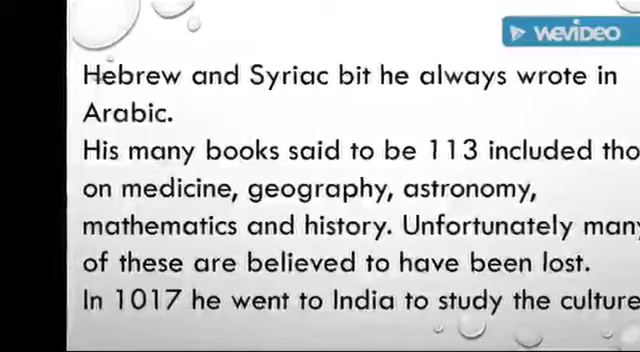 WEVIDEO
Hebrew and Syriac bit he always wrote in
Arabic.
His many books said to be 113 included tho
on medicine, geography, astronomy,
mathematics and history. Unfortunately many
of these are believed to have been lost.
In 1017 he went to India to study the culture